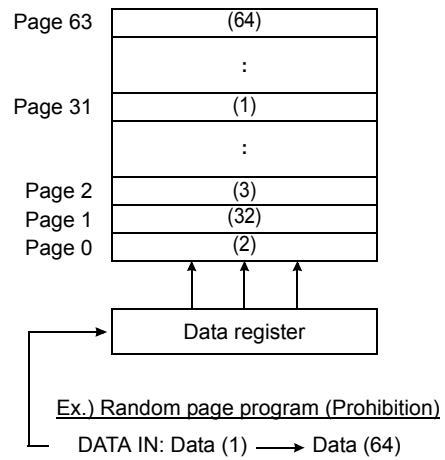 Page 63 (64)
:
Page 31 (1)
:
Page 2 (3)
Page 1 (32)
Page 0 (2)
Data register
Ex.) Random page program (Prohibition)
DATA IN: Data (1) → Data (64)